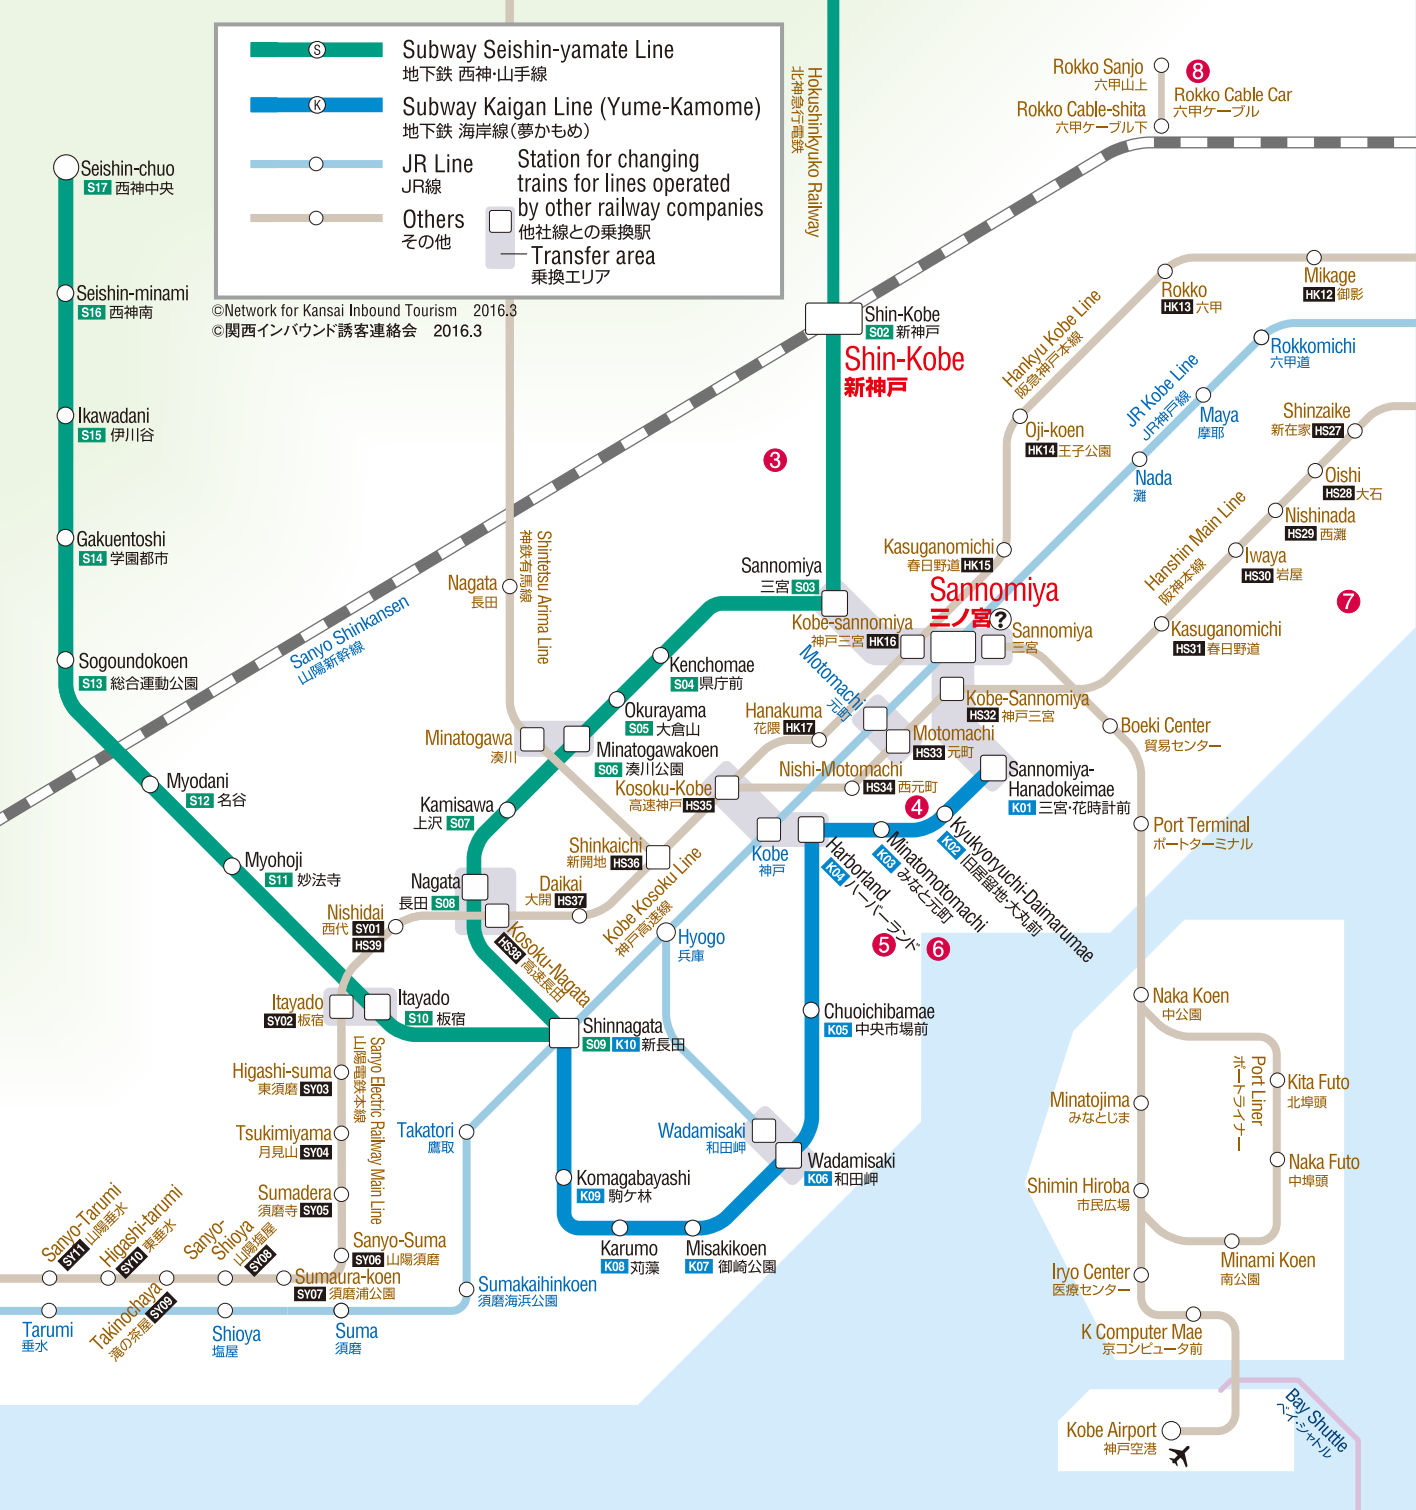 S
Subway Seishin-yamate Line
地下鉄 西神・山手線
K
Subway Kaigan Line (Yume-Kamome)
地下鉄 海岸線(夢かもめ)
JR Line
JR線
Others
その他
Station for changing
trains for lines operated
by other railway companies
他社線との乗換駅
Transfer area
乗換エリア
©Network for Kansai Inbound Tourism 2016.3
©関西インバウンド誘客連絡会 2016.3
Hokushinkyuko Railway
北神急行電鉄
Rokko Sanjo
六甲山上
8
Rokko Cable Car
六甲ケーブル
Rokko Cable-shita
六甲ケーブル下
Seishin-chuo
S17 西神中央
Seishin-minami
S16 西神南
Ikawadani
S15 伊川谷
Gakuentoshi
S14 学園都市
Sogoundokoen
S13 総合運動公園
Myodani
S12 名谷
Myohoji
S11 妙法寺
Itayado
S10 板宿
Itayado
SY02 板宿
Sanyo Shinkansen
山陽新幹線
Shin-Kobe
S02 新神戸
Shin-Kobe
新神戸
3
Rokko
HK13 六甲
Mikage
HK12 御影
Hankyu Kobe Line
阪急神戸本線
Oji-koen
HK14 王子公園
Kasuganomichi
春日野道 HK15
JR Kobe Line
JR神戸線
Rokkomichi
六甲道
Maya
摩耶
Nada
灘
Shinzaike
新在家 HS27
Oishi
HS28 大石
Nishinada
HS29 西灘
Iwaya
HS30 岩屋
Hanshin Main Line
阪神本線
Kasuganomichi
HS31 春日野道
7
Sannomiya
三宮 S03
Sannomiya
三ノ宮
?
Kobe-sannomiya
神戸三宮 HK16
Sannomiya
三宮
Kobe-Sannomiya
HS32 神戸三宮
Motomachi
元町
Motomachi
HS33 元町
Sannomiya-
Hanadokeimae
K01 三宮・花時計前
Shintetsu Arima Line
神鉄有馬線
Nagata
長田
Minatogawa
湊川
Kenchomae
S04 県庁前
Okurayama
S05 大倉山
Minatogawakoen
S06 湊川公園
Kamisawa
上沢 S07
Nagata
長田 S08
Hanakuma
花隈 HK17
Nishi-Motomachi
HS34 西元町
Kosoku-Kobe
高速神戸 HS35
Shinkaichi
新開地 HS36
Daikai
大開 HS37
Kosoku-Nagata
HS38 高速長田
Nishidai
西代 SY01
HS39
Kobe Kosoku Line
神戸高速線
Kobe
神戸
Hyogo
兵庫
4
5
6
Harborland
K04 ハーバーランド
Minatomotomachi
K03 みなと元町
Kyukyoryuchi-Daimarumae
K02 旧居留地・大丸前
Chuoichibamae
K05 中央市場前
Shinnagata
S09 K10 新長田
Wadamisaki
和田岬
Wadamisaki
K06 和田岬
Komagabayashi
K09 駒ケ林
Karumo
K08 苅藻
Misakikoen
K07 御崎公園
Takatori
鷹取
Sumakaihinkoen
須磨海浜公園
Suma
須磨
Shioya
塩屋
Tarumi
垂水
Sanyo Electric Railway Main Line
山陽電鉄本線
Higashi-suma
東須磨 SY03
Tsukimiyama
月見山 SY04
Sumadera
須磨寺 SY05
Sanyo-Suma
SY06 山陽須磨
Sumaura-koen
SY07 須磨浦公園
Sanyo-
Shioya
山陽塩屋 SY08
Takinochaya
滝の茶屋 SY09
Higashi-tarumi
SY10 東垂水
Sanyo-Tarumi
SY11 山陽垂水
Boeki Center
貿易センター
Port Terminal
ポートターミナル
Naka Koen
中公園
Port Liner
ポートライナー
Kita Futo
北埠頭
Naka Futo
中埠頭
Minami Koen
南公園
Minatojima
みなとじま
Shimin Hiroba
市民広場
Iryo Center
医療センター
K Computer Mae
京コンピュータ前
Kobe Airport
神戸空港
Bay Shuttle
ベイ・シャトル